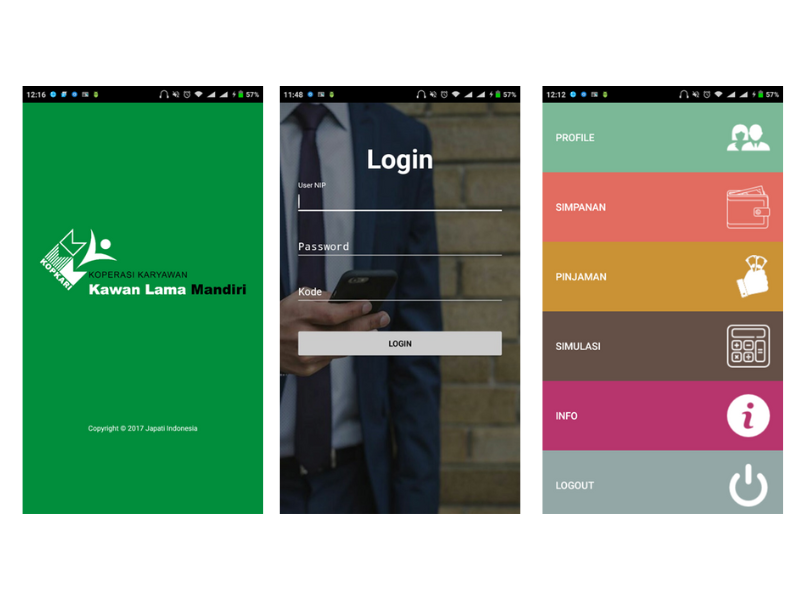 12:16
57%
KOPKARI
KOPERASI KARYAWAN
Kawan Lama Mandiri
Copyright © 2017 Japati Indonesia
11:48
57%
Login
User NIP
Password
Kode
LOGIN
12:12
57%
PROFILE
SIMPANAN
PINJAMAN
SIMULASI
INFO
LOGOUT